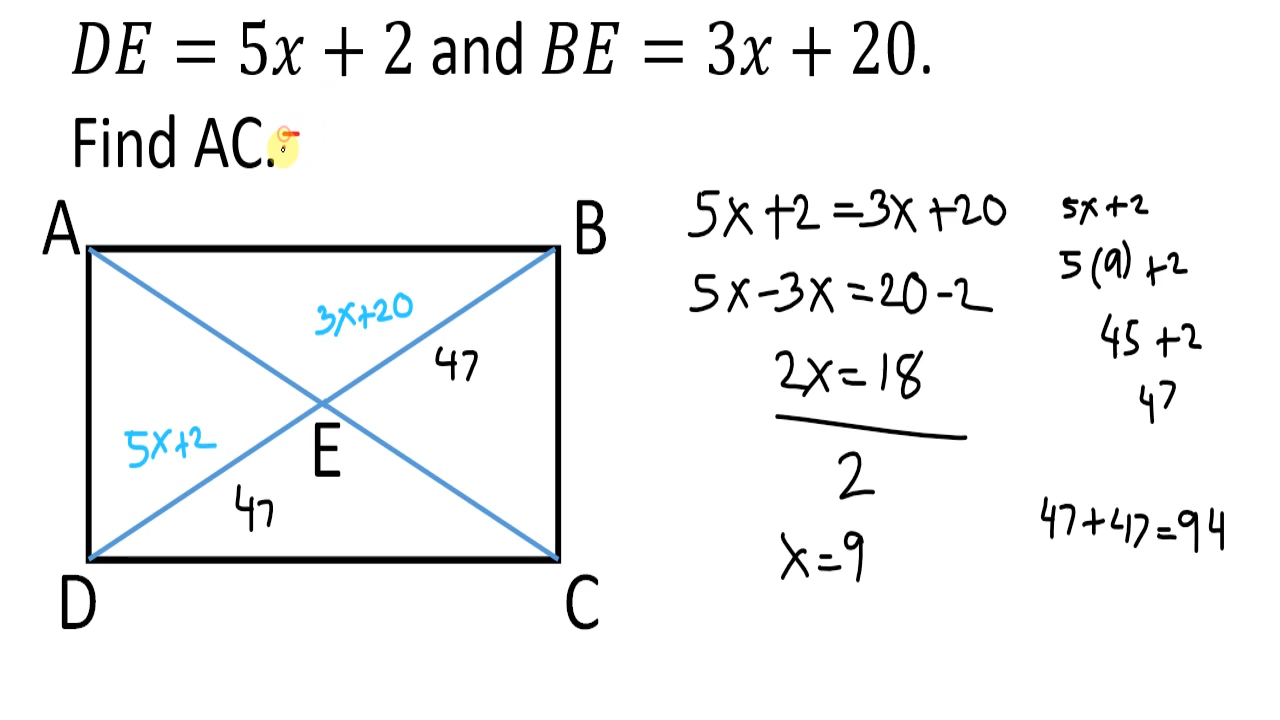 DE = 5x + 2 and BE = 3x + 20.
Find AC.
A
B
3x+20
47
5x+2
E
47
D
C
5x+2=3x+20
5x-3x=20-2
2x=18
2
x=9
5x+2
5(9)+2
45+2
47
47+47=94